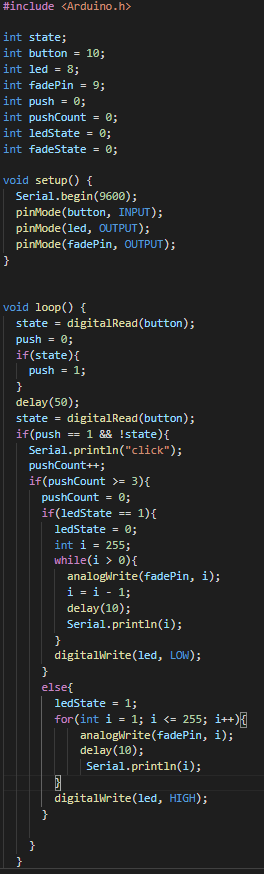 #include <Arduino.h>
int state;
int button = 10;
int led = 8;
int fadePin = 9;
int push = 0;
int pushCount = 0;
int ledState = 0;
int fadeState = 0;
void setup() {
Serial.begin(9600);
pinMode(button, INPUT);
pinMode(led, OUTPUT);
pinMode(fadePin, OUTPUT);
}
void loop() {
state = digitalRead(button);
push = 0;
if(state){
push = 1;
}
delay(50);
state = digitalRead(button);
if(push == 1 && !state){
Serial.println("click");
pushCount++;
if(pushCount >= 3){
pushCount = 0;
if(ledState == 1){
ledState = 0;
int i = 255;
while(i > 0){
analogWrite(fadePin, i);
i = i - 1;
delay(10);
Serial.println(i);
}
digitalWrite(led, LOW);
}
else{
ledState = 1;
for(int i = 1; i <= 255; i++){
analogWrite(fadePin, i);
delay(10);
Serial.println(i);
}
digitalWrite(led, HIGH);
}
}
}